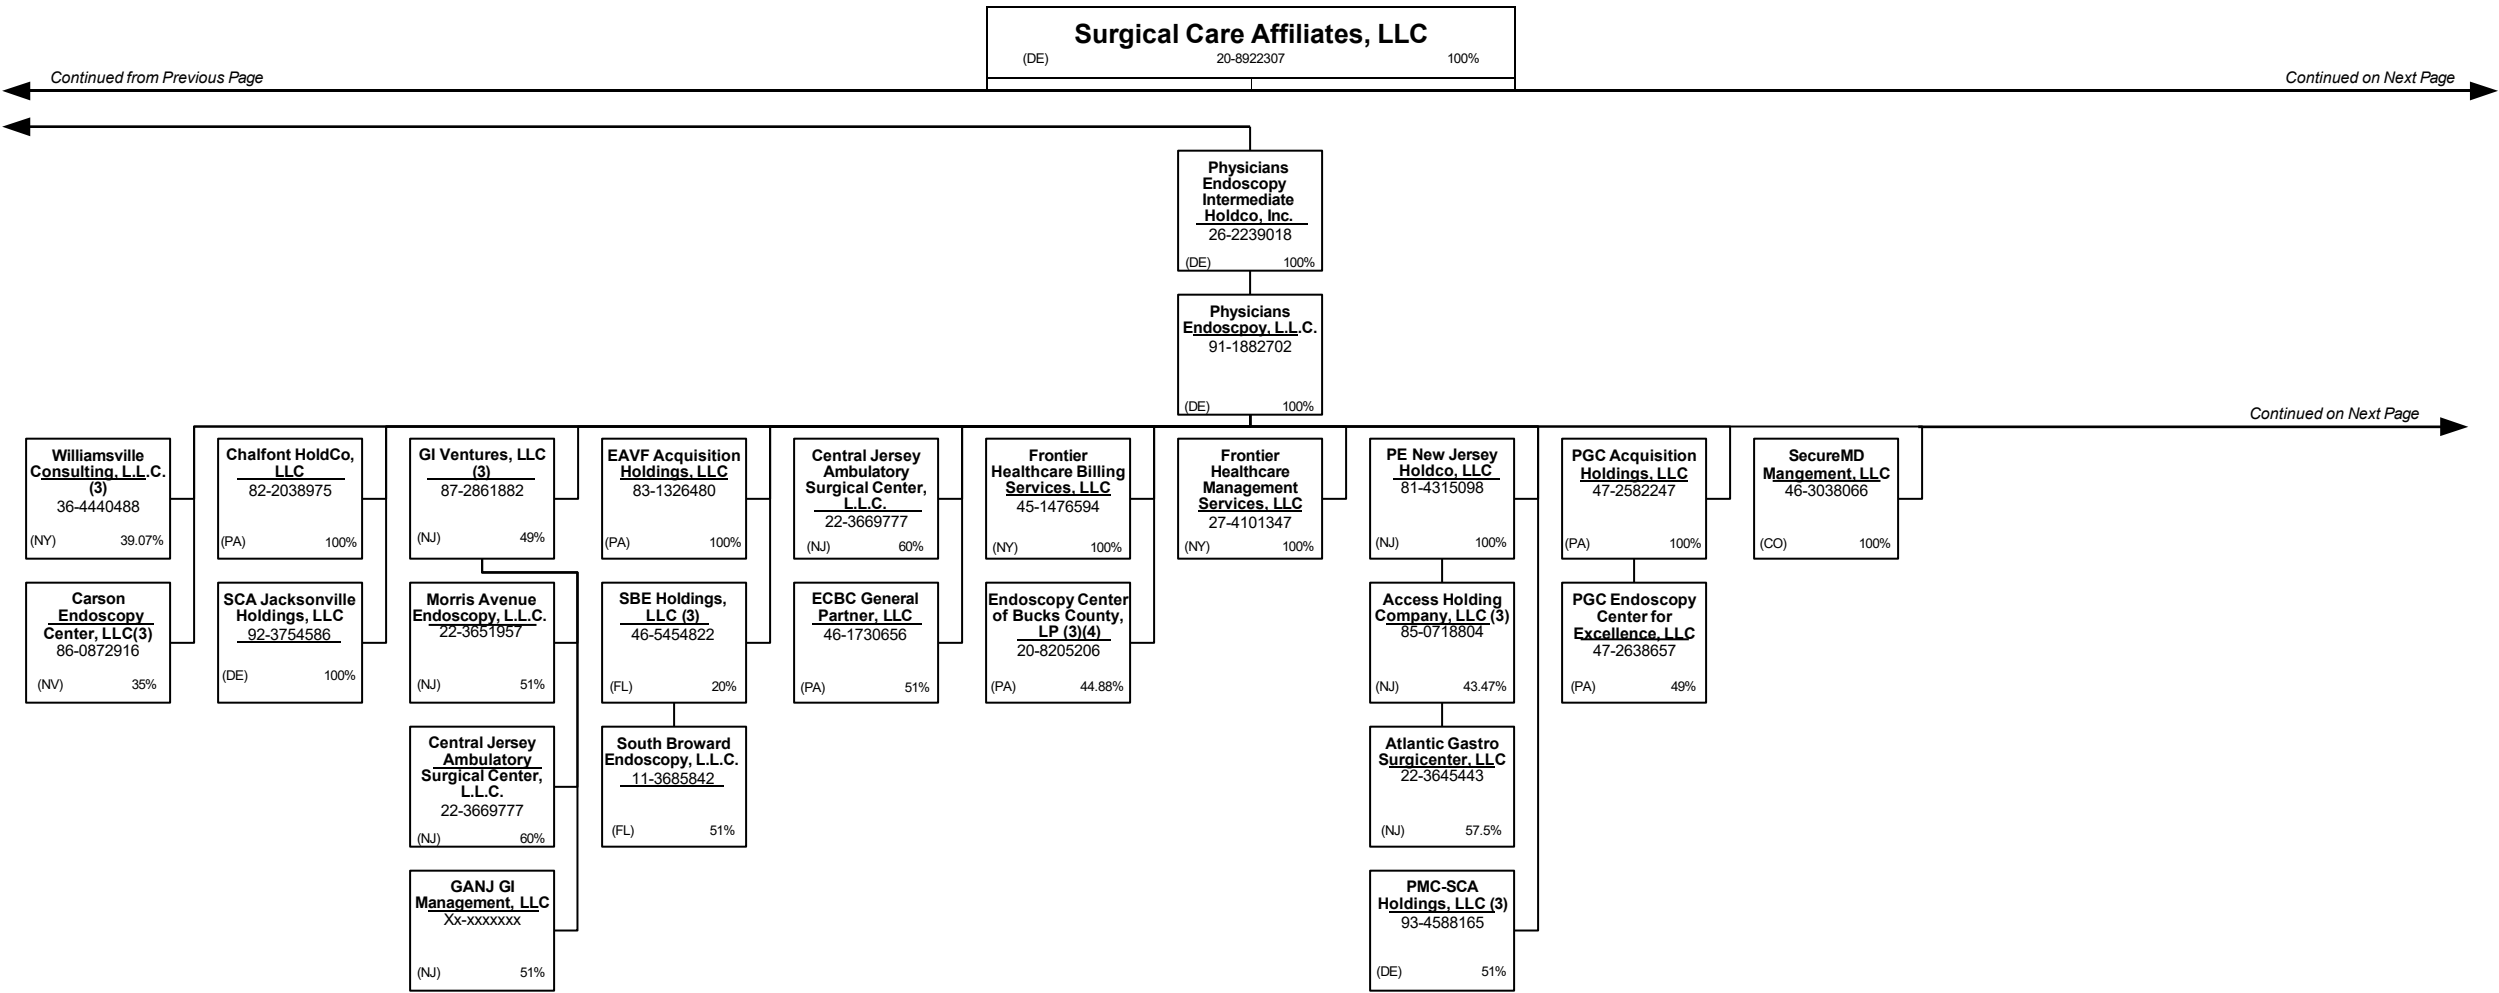 Surgical Care Affiliates, LLC
(DE) 20-8922307 100%
Continued from Previous Page
Continued on Next Page
Physicians
Endoscopy
Intermediate
Holdco, Inc.
26-2239018
(DE) 100%
Physicians
Endoscpoy, L.L.C.
91-1882702
(DE) 100%
Continued on Next Page
Williamsville
Consulting, L.L.C.
(3)
36-4440488
(NY) 39.07%
Chalfont HoldCo,
LLC
82-2038975
(PA) 100%
GI Ventures, LLC
(3)
87-2861882
(NJ) 49%
EAVF Acquisition
Holdings, LLC
83-1326480
(PA) 100%
Central Jersey
Ambulatory
Surgical Center,
L.L.C.
22-3669777
(NJ) 60%
Frontier
Healthcare Billing
Services, LLC
45-1476594
(NY) 100%
Frontier
Healthcare
Management
Services, LLC
27-4101347
(NY) 100%
PE New Jersey
Holdco, LLC
81-4315098
(NJ) 100%
PGC Acquisition
Holdings, LLC
47-2582247
(PA) 100%
SecureMD
Mangement, LLC
46-3038066
(CO) 100%
Carson
Endoscopy
Center, LLC(3)
86-0872916
(NV) 35%
SCA Jacksonville
Holdings, LLC
92-3754586
(DE) 100%
Morris Avenue
Endoscopy, L.L.C.
22-3651957
(NJ) 51%
SBE Holdings,
LLC (3)
46-5454822
(FL) 20%
ECBC General
Partner, LLC
46-1730656
(PA) 51%
Endoscopy Center
of Bucks County,
LP (3)(4)
20-8205206
(PA) 44.88%
Access Holding
Company, LLC (3)
85-0718804
(NJ) 43.47%
PGC Endoscopy
Center for
Excellence, LLC
47-2638657
(PA) 49%
Central Jersey
Ambulatory
Surgical Center,
L.L.C.
22-3669777
(NJ) 60%
South Broward
Endoscopy, L.L.C.
11-3685842
(FL) 51%
Atlantic Gastro
Surgicenter, LLC
22-3645443
(NJ) 57.5%
GANJ GI
Management, LLC
Xx-xxxxxxx
(NJ) 51%
PMC-SCA
Holdings, LLC (3)
93-4588165
(DE) 51%